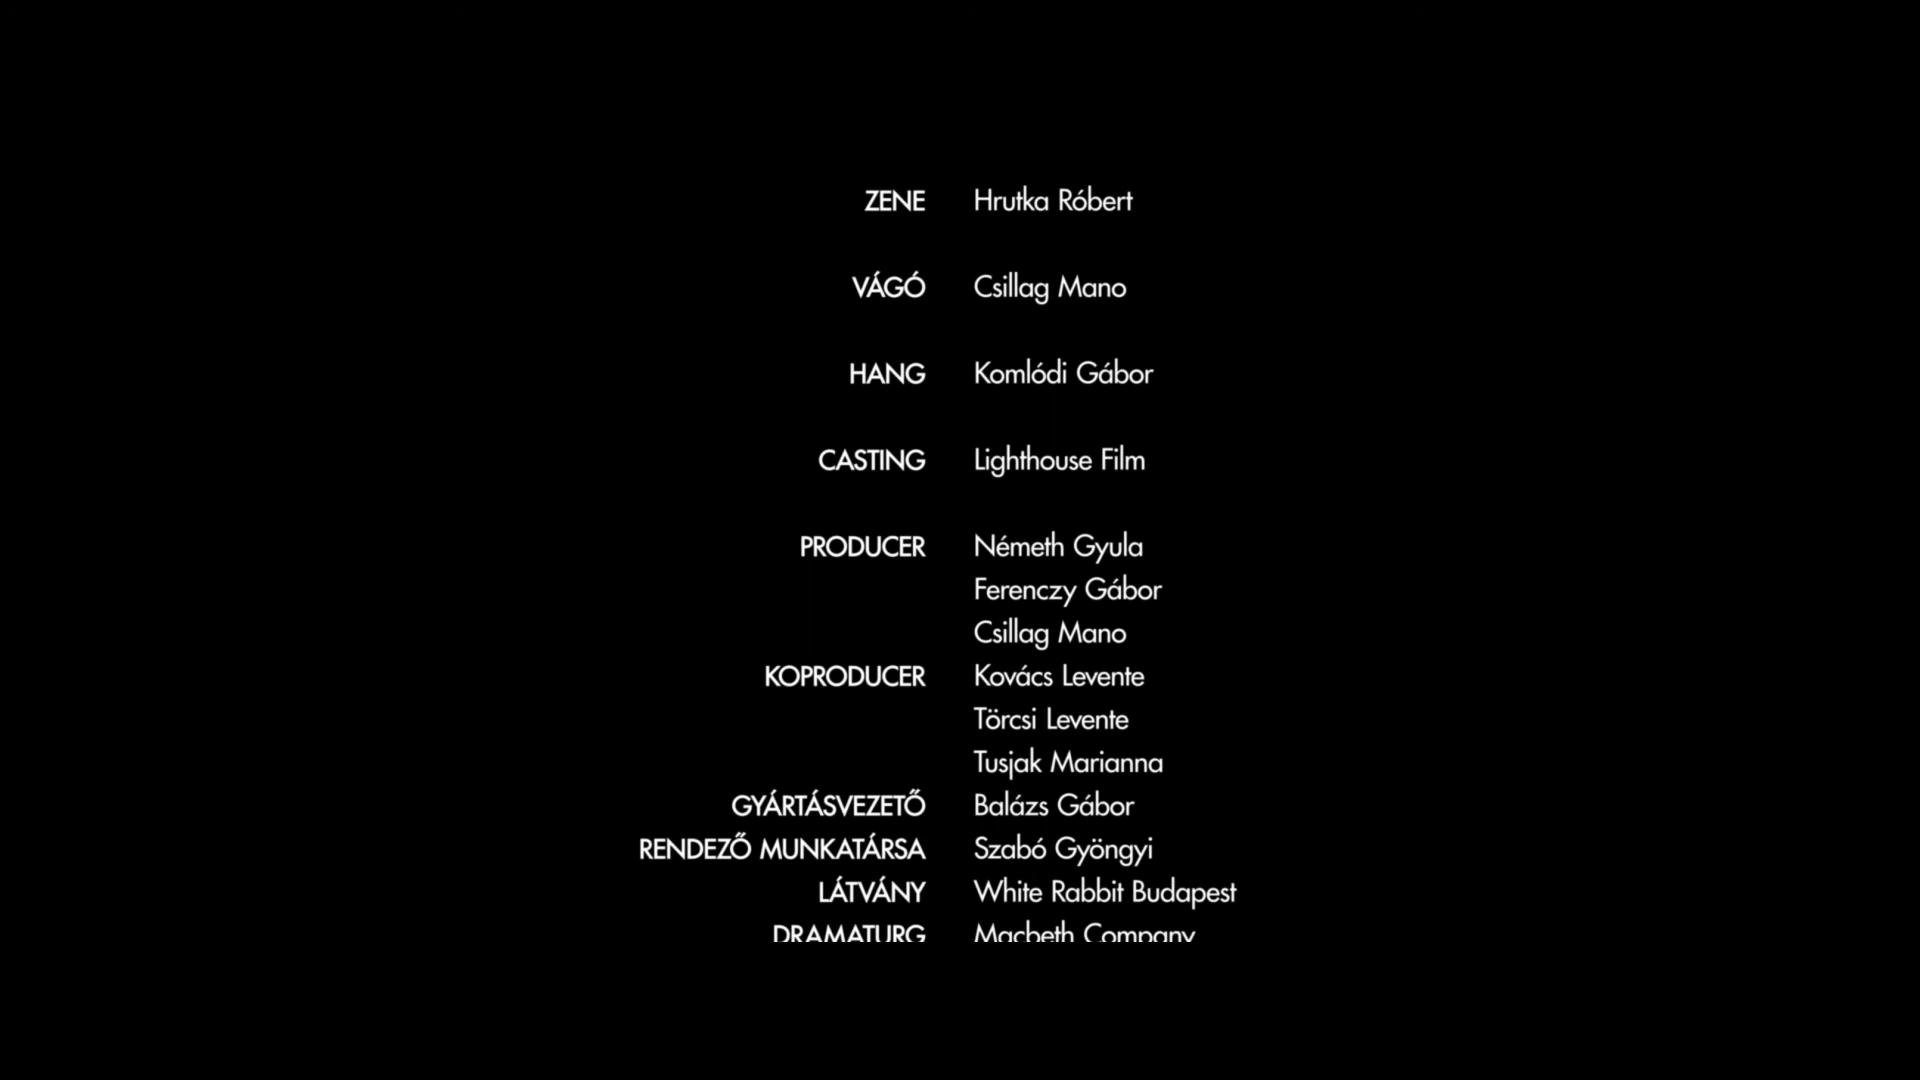 ZENE Hrutka Róbert
VÁGÓ Csillag Mano
HANG Komlódi Gábor
CASTING Lighthouse Film
PRODUCER Németh Gyula
Ferenczy Gábor
Csillag Mano
KOPRODUCER Kovács Levente
Törcsi Levente
Tusjak Marianna
GYÁRTÁSVEZETŐ Balázs Gábor
RENDEZŐ MUNKATÁRSA Szabó Gyöngyi
LÁTVÁNY White Rabbit Budapest
DRAMATURG Macbeth Company